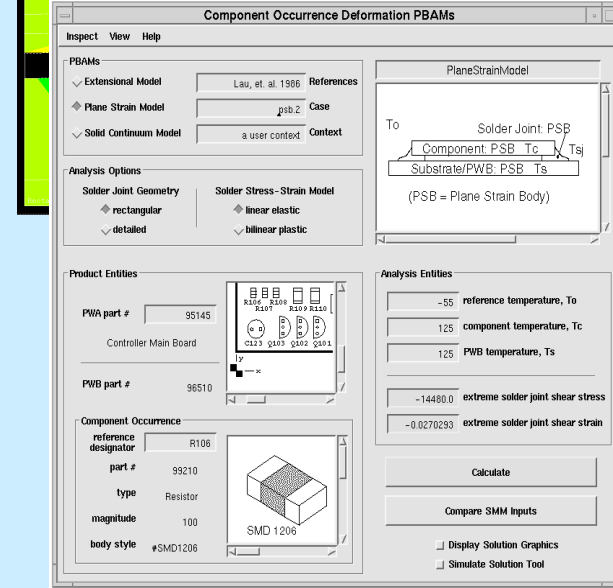 Component Occurrence Deformation PBAMs
Inspect View Help
PBAMs
Extensional Model
Lau, et. al. 1986 References
Plane Strain Model
psb.2 Case
Solid Continuum Model
a user context Context
Analysis Options
Solder Joint Geometry
rectangular
detailed
Solder Stress-Strain Model
linear elastic
bilinear plastic
PlaneStrainModel
To
Solder Joint: PSB
Component: PSB Tc
Tsj
Substrate/PWB: PSB Ts
(PSB = Plane Strain Body)
Product Entities
PWA part # 95145
Controller Main Board
PWB part # 96510
R106 R108
R107 R109 R110
C123 Q103 Q102 Q101
y
x
Component Occurrence
reference designator R106
part # 99210
type Resistor
magnitude 100
body style #SMD1206
SMD 1206
Analysis Entities
-55 reference temperature, To
125 component temperature, Tc
125 PWB temperature, Ts
-14480.0 extreme solder joint shear stress
-0.0270293 extreme solder joint shear strain
Calculate
Compare SMM Inputs
Display Solution Graphics
Simulate Solution Tool